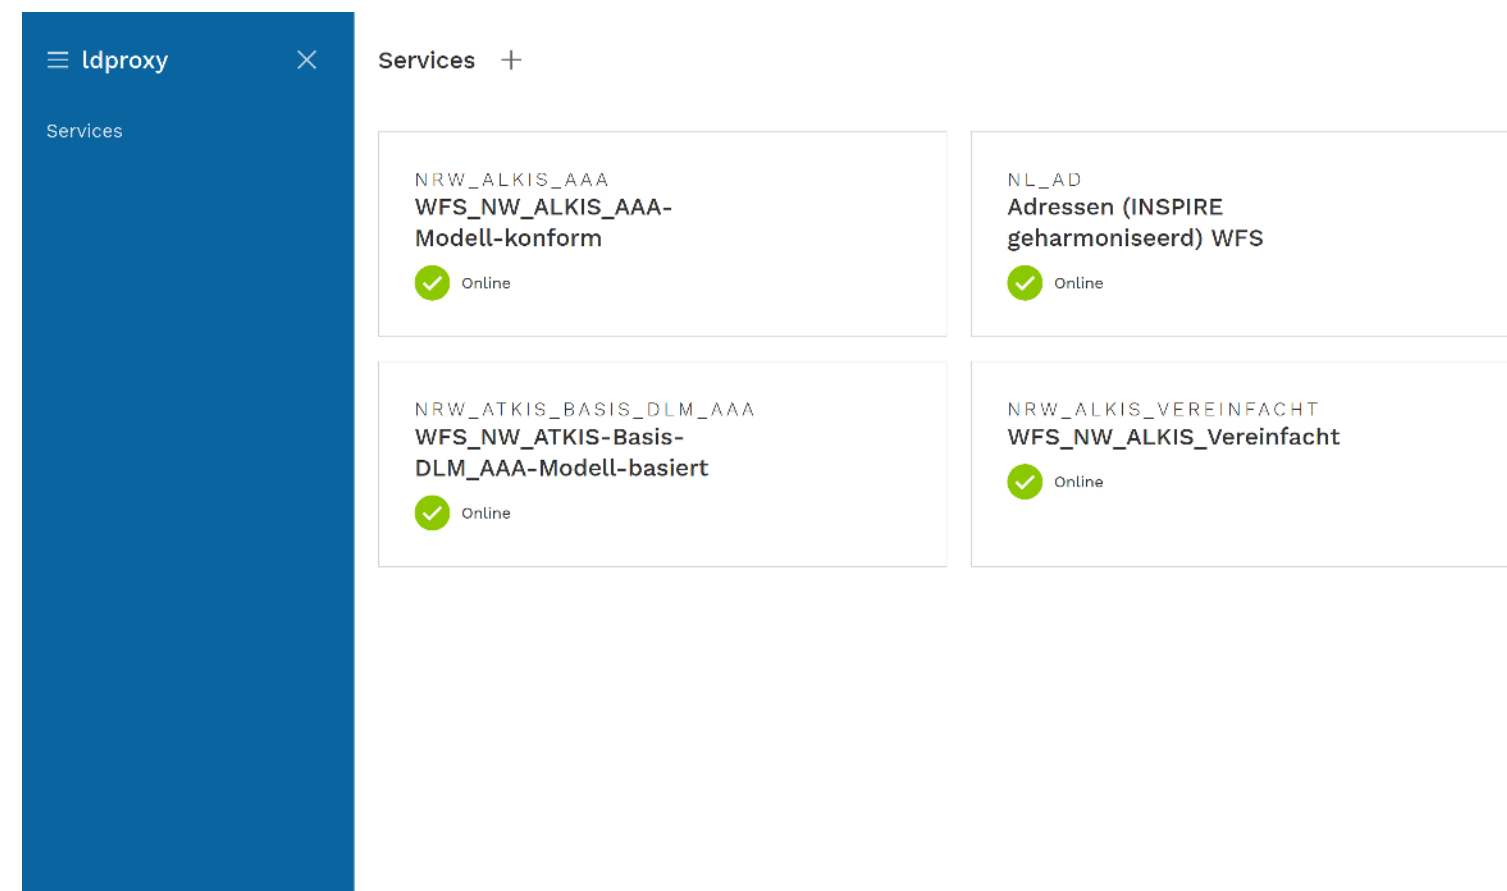 ldproxy
Services
Services
NRW_ALKIS_AAA
WFS_NW_ALKIS_AAA-
Modell-konform
Online
NL_AD
Adressen (INSPIRE
geharmoniseerd) WFS
Online
NRW_ATKIS_BASIS_DLM_AAA
WFS_NW_ATKIS-Basis-
DLM_AAA-Modell-basiert
Online
NRW_ALKIS_VEREINFACHT
WFS_NW_ALKIS_Vereinfacht
Online